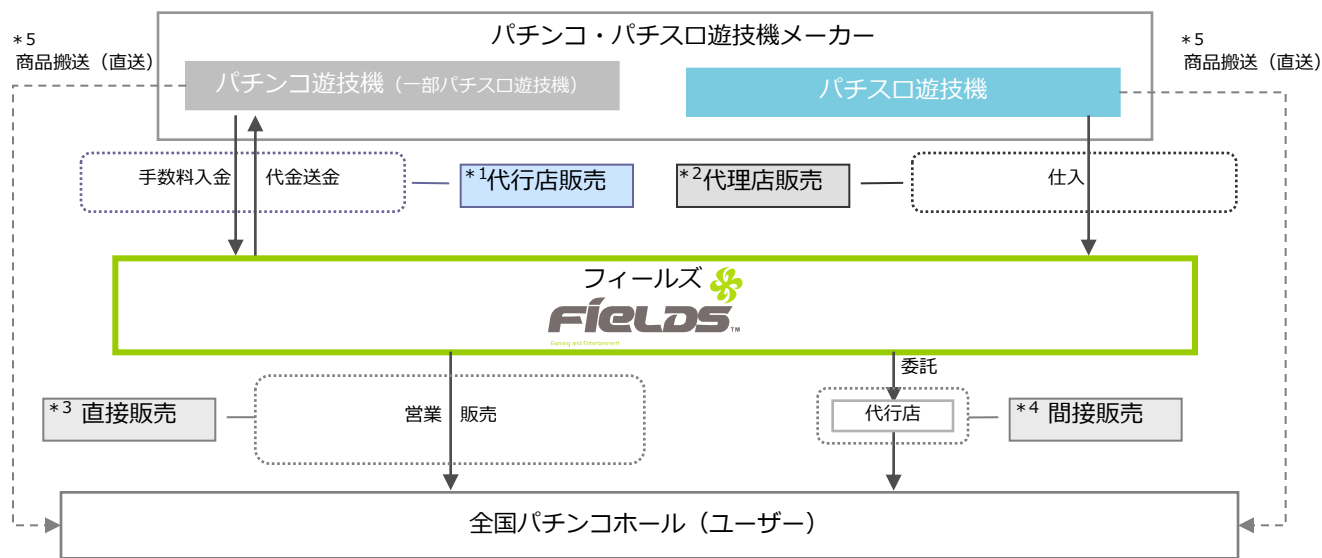 パチンコ・パチスロ遊技機メーカー
*5
商品搬送（直送）
*5
商品搬送（直送）
パチンコ遊技機（一部パチスロ遊技機）
パチスロ遊技機
手数料入金
代金送金
*1代行店販売
*2代理店販売
仕入
フィールズ
FIELDS™
Gaming and Entertainment
委託
*3 直接販売
営業
販売
代行店
*4 間接販売
全国パチンコホール（ユーザー）